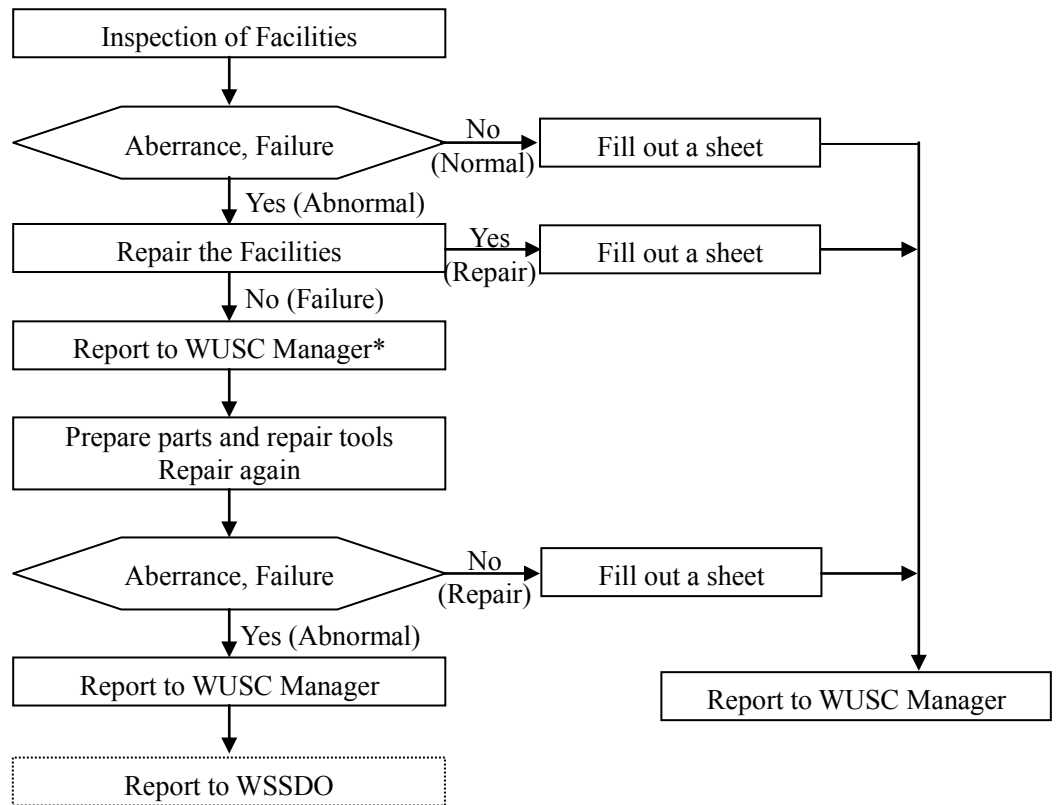 Inspection of Facilities
Aberrance, Failure
No
(Normal)
Fill out a sheet
Yes (Abnormal)
Repair the Facilities
Yes
(Repair)
Fill out a sheet
No (Failure)
Report to WUSC Manager*
Prepare parts and repair tools
Repair again
Aberrance, Failure
No
(Repair)
Fill out a sheet
Yes (Abnormal)
Report to WUSC Manager
Report to WUSC Manager
Report to WSSDO